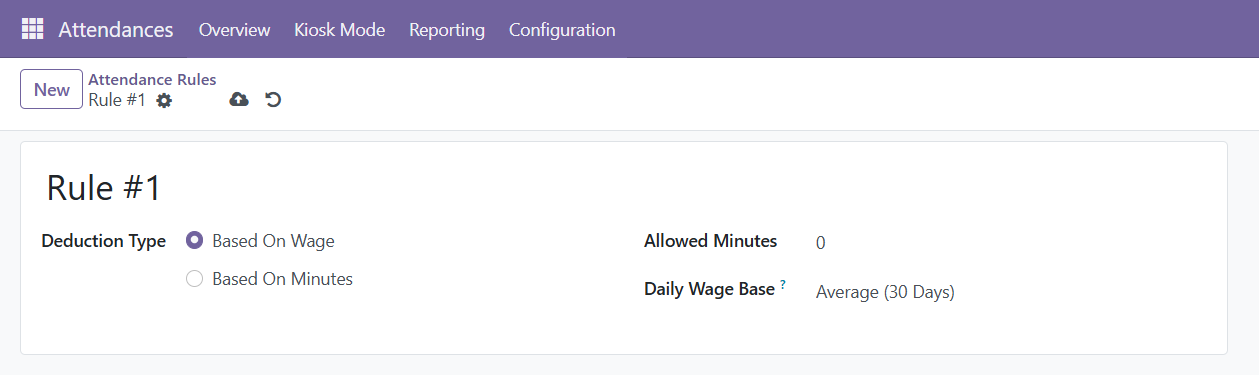 Attendances Overview Kiosk Mode Reporting Configuration
New
Attendance Rules
Rule #1
Rule #1
Deduction Type Based On Wage
Based On Minutes
Allowed Minutes 0
Daily Wage Base ? Average (30 Days)